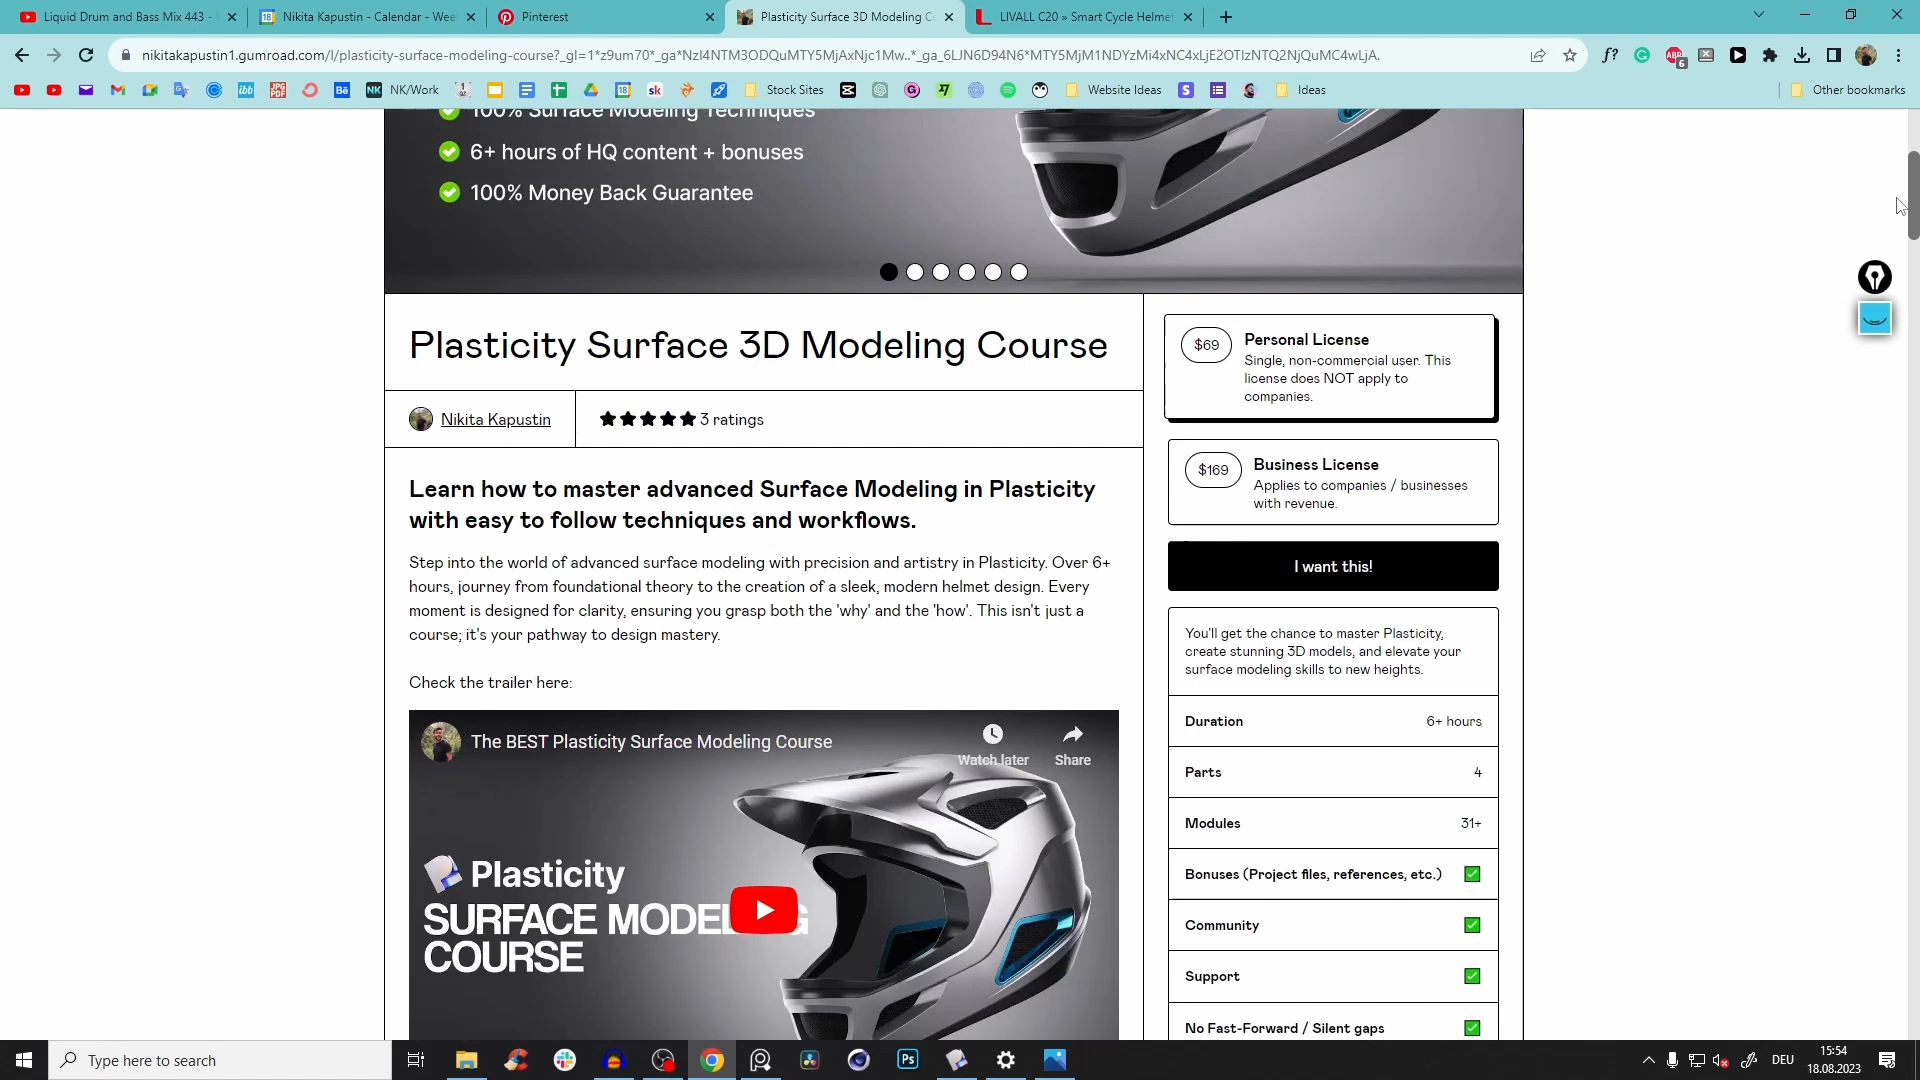 Liquid Drum and Bass Mix 443 -
Nikita Kapustin - Calendar - Wee
Pinterest
Plasticity Surface 3D Modeling C
LIVALL C20 » Smart Cycle Helmet
nikitakapustin1.gumroad.com/l/plasticity-surface-modeling-course?_gl=1*z9um70*_ga*NzI4NTM3ODQuMTY5MjAxNjc1Mw..*_ga_6LJN6D94N6*MTY5MjM1NDYzMi4xNC4xLjE2OTIzNTQ2NjQuMC4wLjA.
NK/Work
Stock Sites
Website Ideas
Ideas
Other bookmarks
100% Surface Modeling Techniques
6+ hours of HQ content + bonuses
100% Money Back Guarantee
Plasticity Surface 3D Modeling Course
Nikita Kapustin
3 ratings
Learn how to master advanced Surface Modeling in Plasticity
with easy to follow techniques and workflows.
Step into the world of advanced surface modeling with precision and artistry in Plasticity. Over 6+
hours, journey from foundational theory to the creation of a sleek, modern helmet design. Every
moment is designed for clarity, ensuring you grasp both the 'why' and the 'how'. This isn't just a
course; it's your pathway to design mastery.
Check the trailer here:
The BEST Plasticity Surface Modeling Course
Watch later
Share
Plasticity
SURFACE MODELING
COURSE
$69
Personal License
Single, non-commercial user. This
license does NOT apply to
companies.
$169
Business License
Applies to companies / businesses
with revenue.
I want this!
You'll get the chance to master Plasticity,
create stunning 3D models, and elevate your
surface modeling skills to new heights.
Duration 6+ hours
Parts 4
Modules 31+
Bonuses (Project files, references, etc.)
Community
Support
No Fast-Forward / Silent gaps
Type here to search
DEU
15:54
18.08.2023